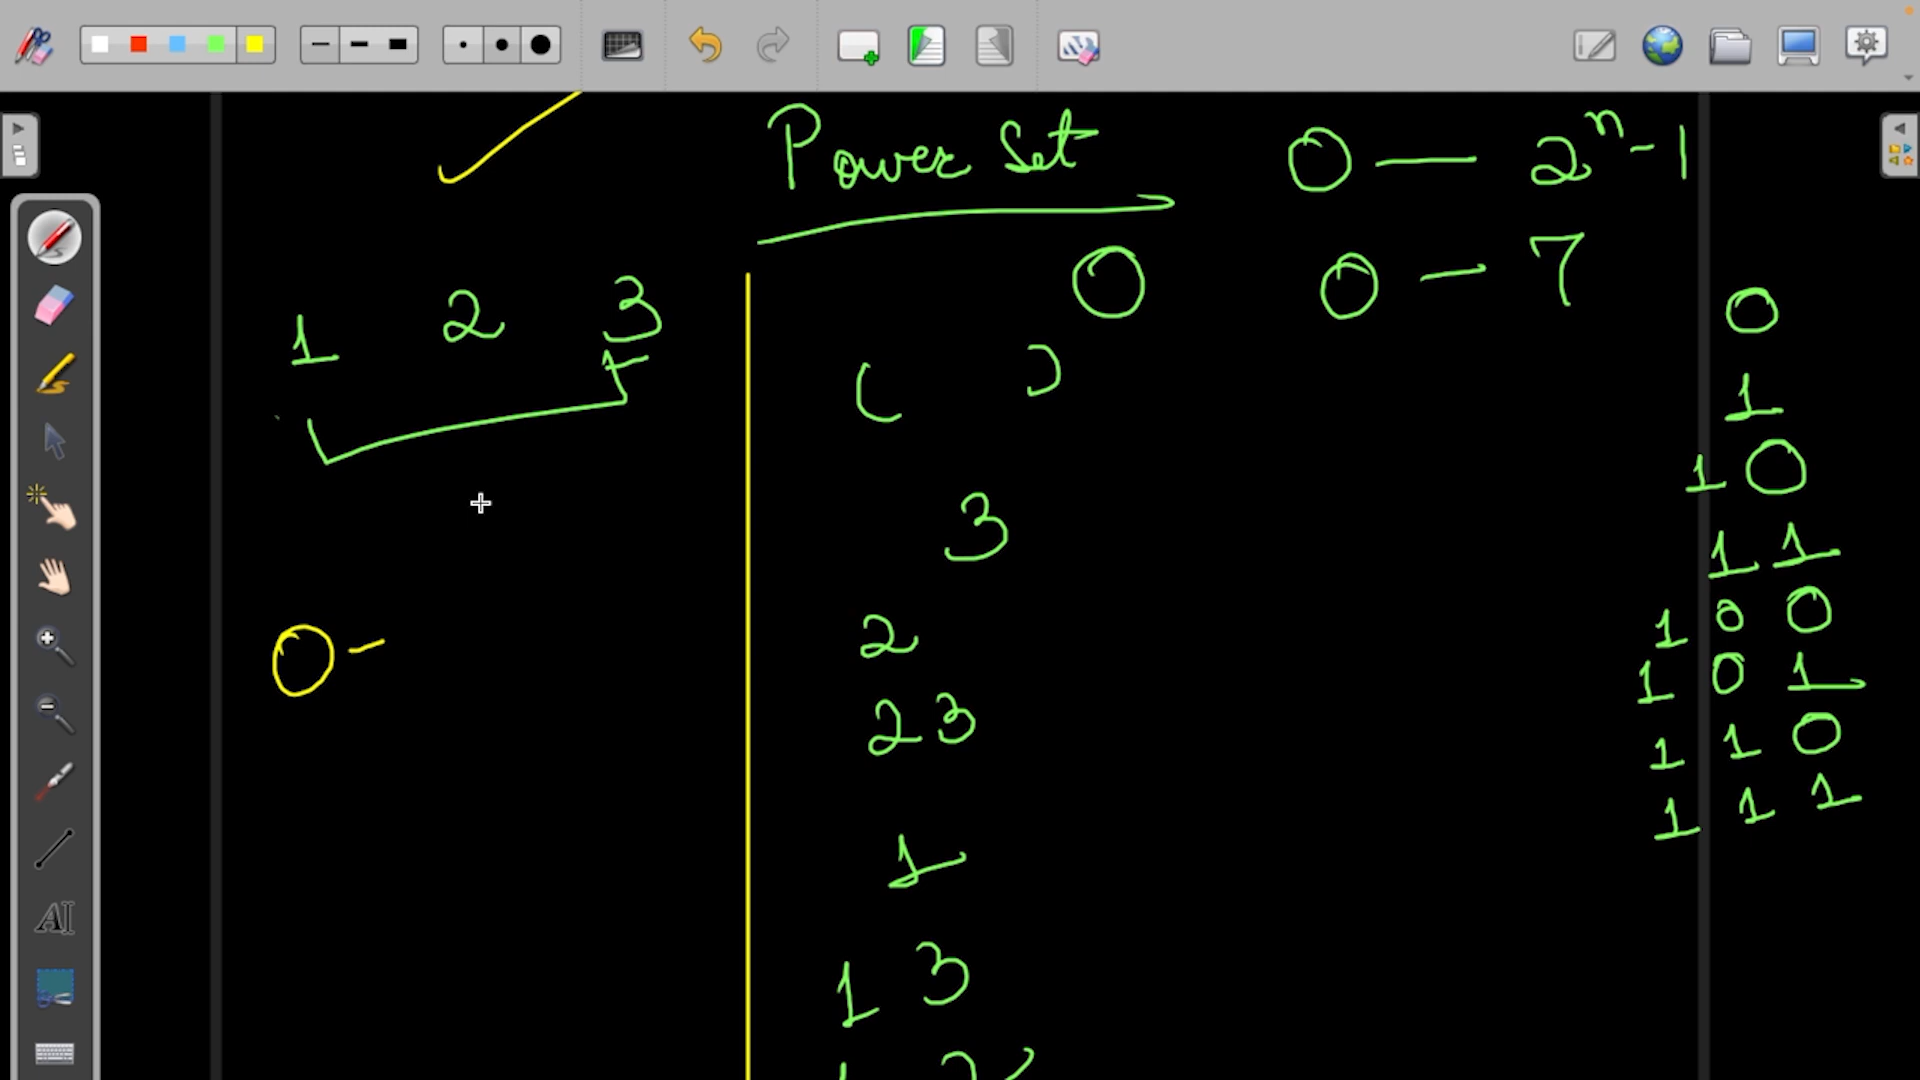 Power Set 0 — 2^n - 1
0 0 — 7
1 2 3
( )
3
2
0 -
2 3
1
1 3
0
1
1 0
1 1
1 0 0
1 0 1
1 1 0
1 1 1